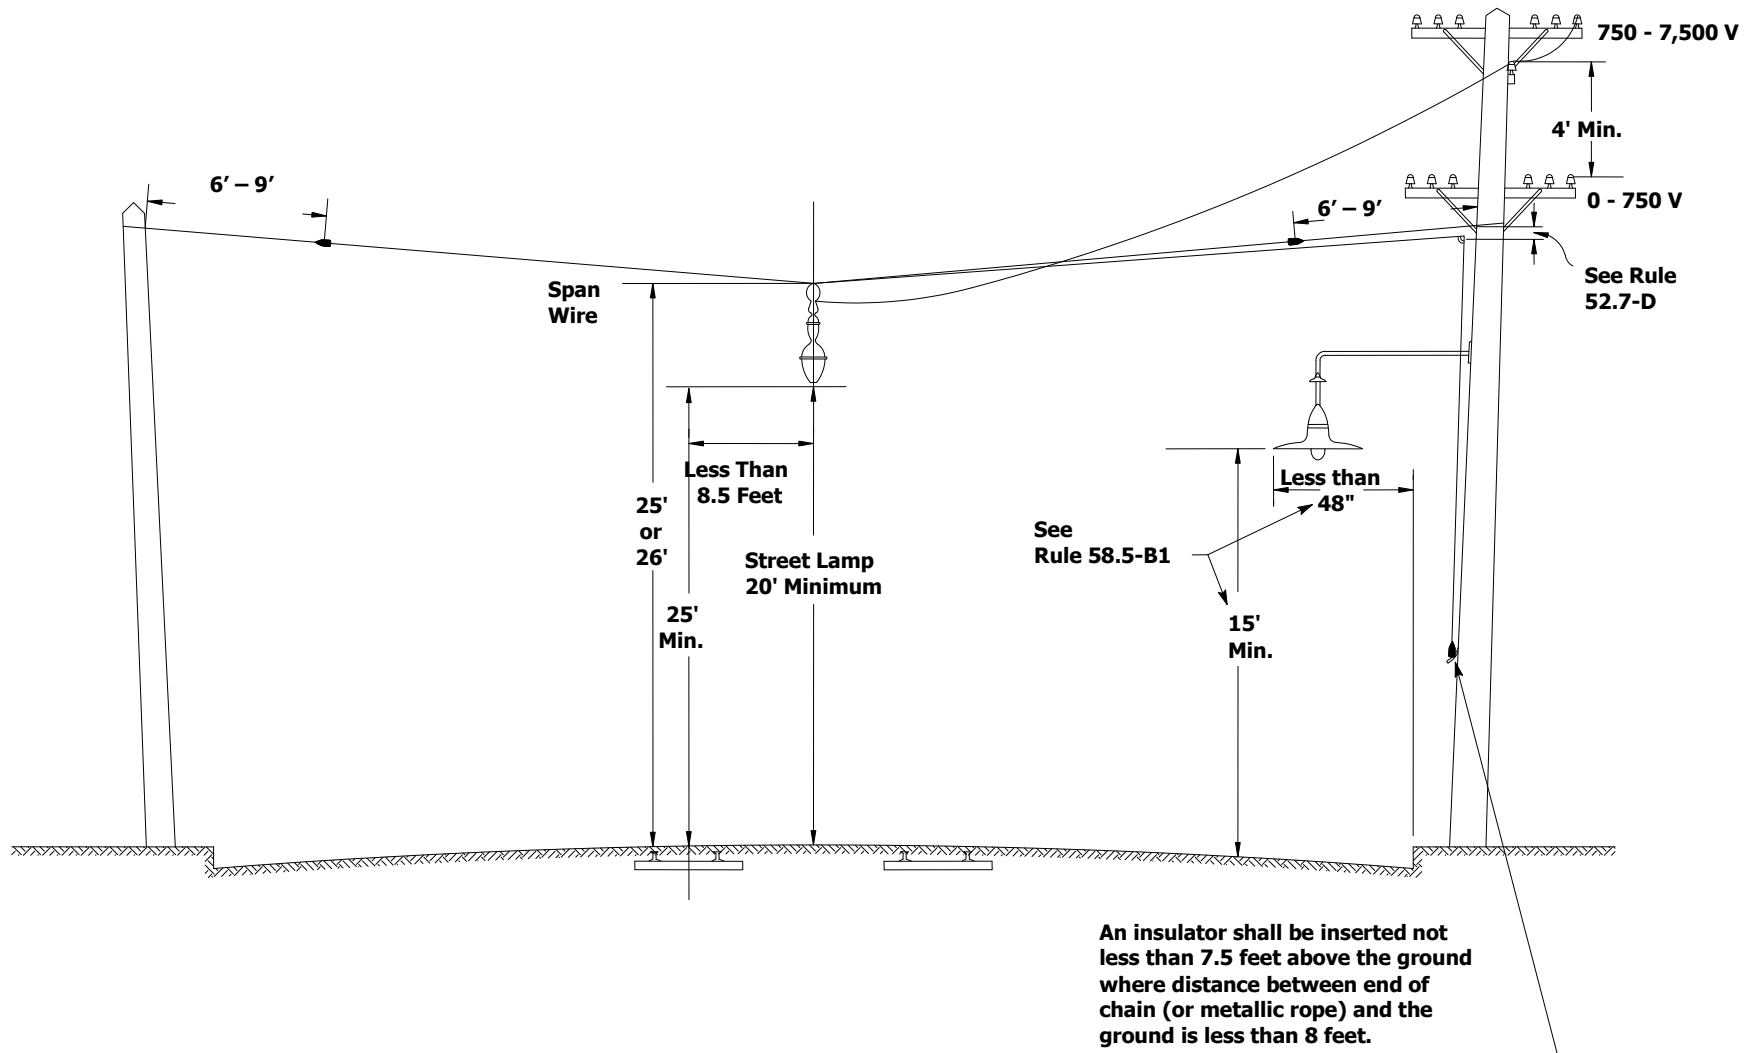 750 - 7,500 V
4' Min.
6’ – 9’
0 - 750 V
6’ – 9’
See Rule
52.7-D
Span
Wire
Less Than
8.5 Feet
25'
or
26'
Less than
48"
See
Rule 58.5-B1
Street Lamp
20' Minimum
25'
Min.
15'
Min.
An insulator shall be inserted not
less than 7.5 feet above the ground
where distance between end of
chain (or metallic rope) and the
ground is less than 8 feet.